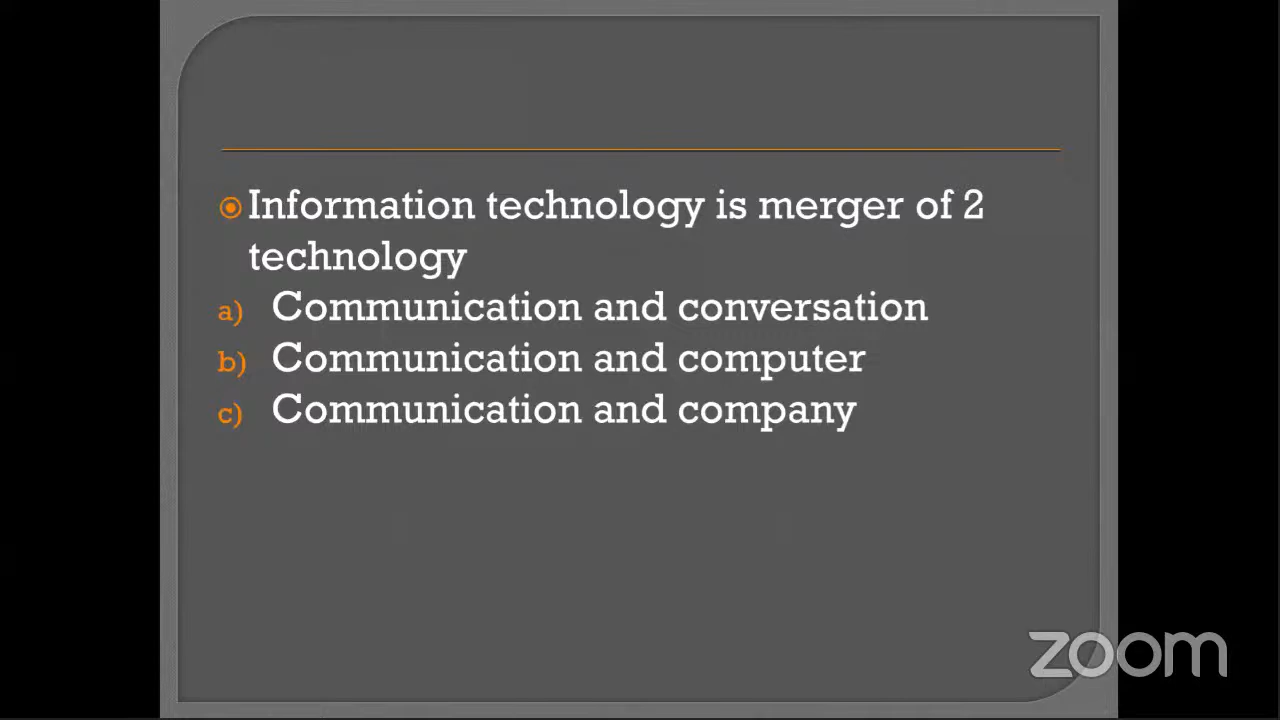 Information technology is merger of 2
technology
a) Communication and conversation
b) Communication and computer
c) Communication and company
zoom